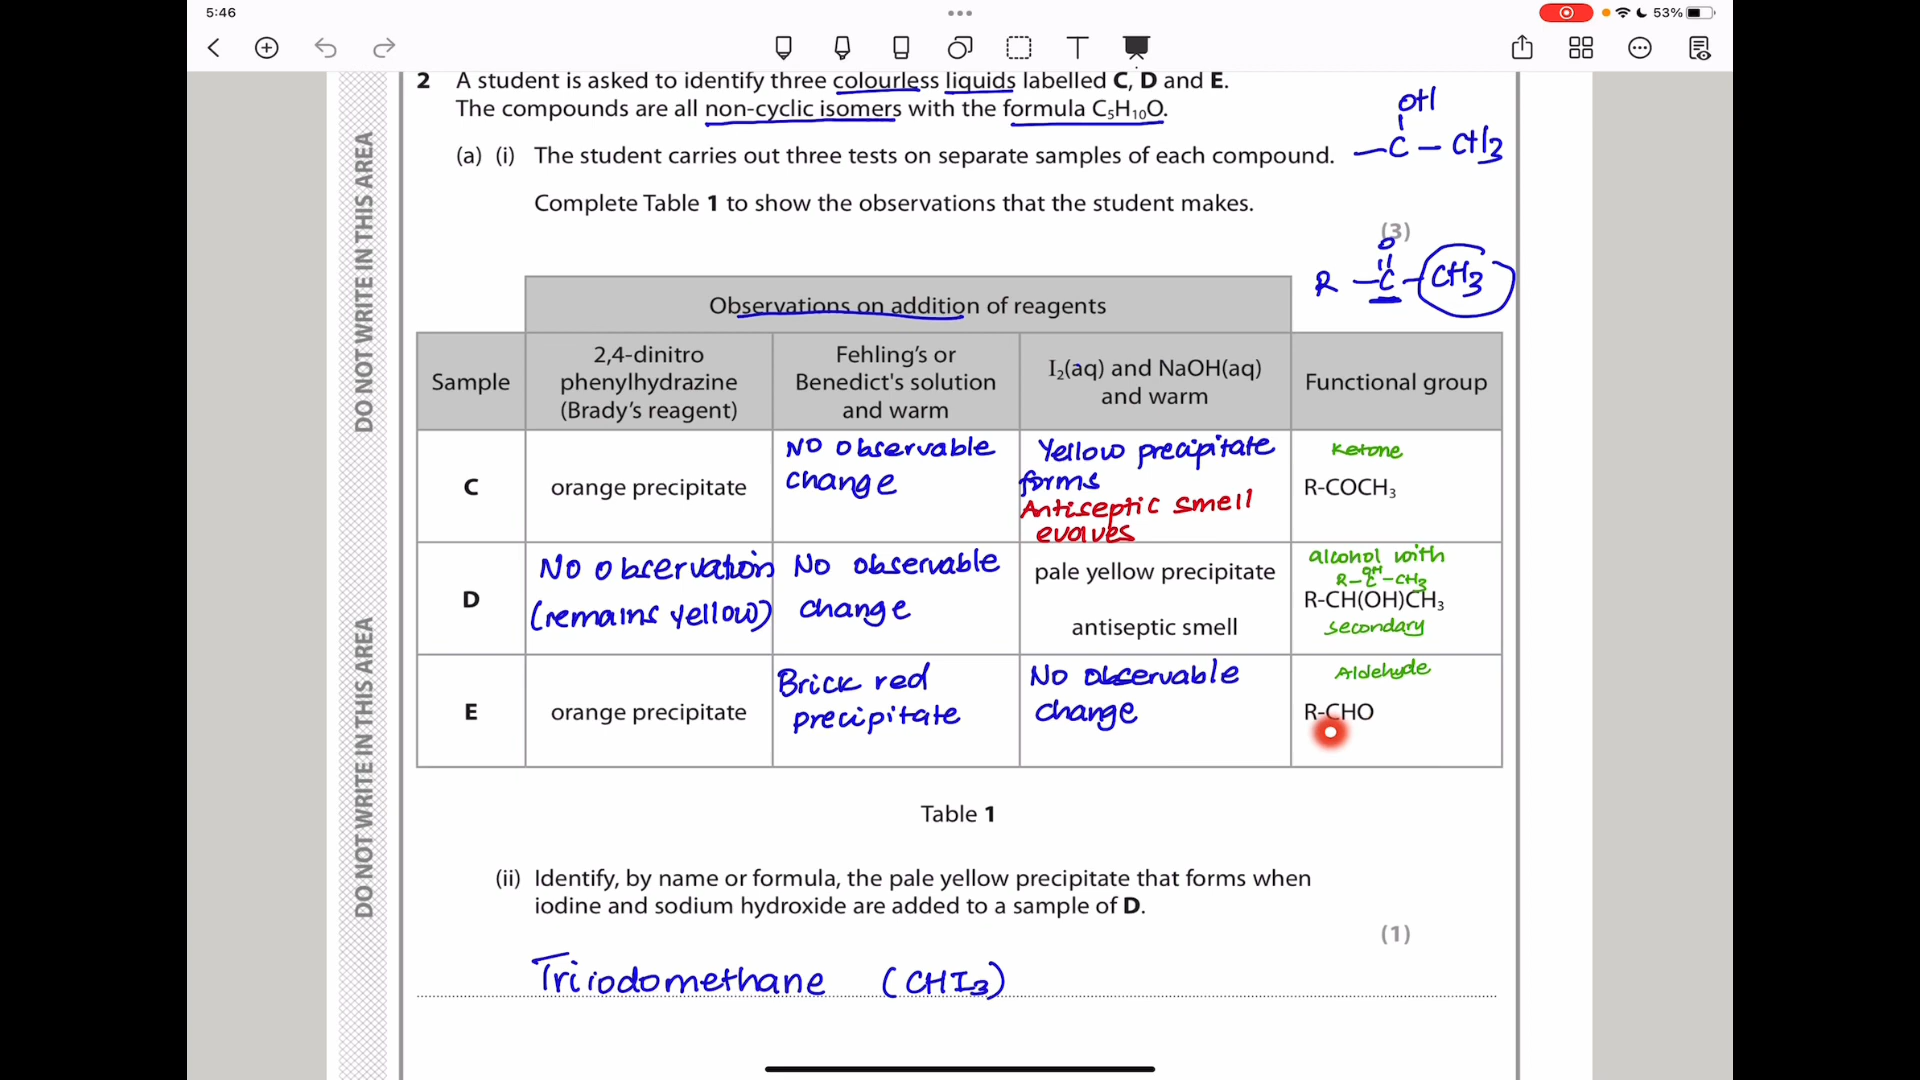 5:46
53%
2 A student is asked to identify three colourless liquids labelled C, D and E.
The compounds are all non-cyclic isomers with the formula C₅H₁₀O.
OH
C – CH3
(a) (i) The student carries out three tests on separate samples of each compound.
Complete Table 1 to show the observations that the student makes.
(3)
O
R – C – CH3
Observations on addition of reagents
Sample
2,4-dinitro
phenylhydrazine
(Brady's reagent)
Fehling's or
Benedict's solution
and warm
I₂(aq) and NaOH(aq)
and warm
Functional group
C
orange precipitate
NO observable
change
Yellow precipitate
forms
Antiseptic smell
evolves
Ketone
R-COCH₃
D
No observation
(remains yellow)
No observable
change
pale yellow precipitate
antiseptic smell
alcohol with
OH
R-C-CH3
R-CH(OH)CH₃
secondary
E
orange precipitate
Brick red
precipitate
No observable
change
Aldehyde
R-CHO
Table 1
(ii) Identify, by name or formula, the pale yellow precipitate that forms when
iodine and sodium hydroxide are added to a sample of D.
(1)
Triiodomethane (CHI3)
DO NOT WRITE IN THIS AREA
DO NOT WRITE IN THIS AREA